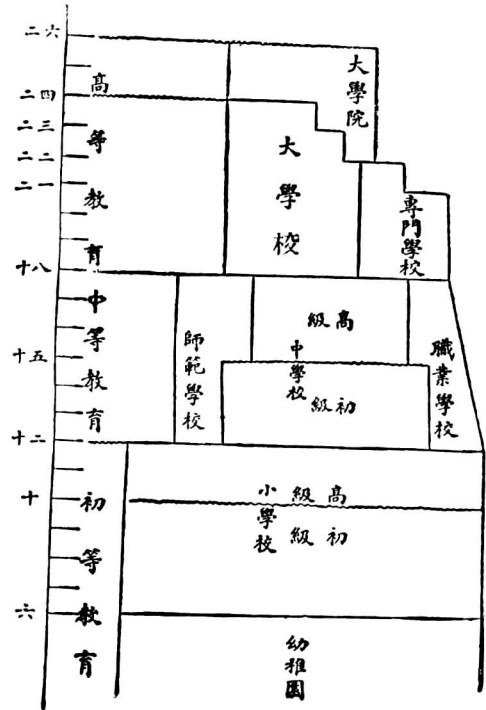 二六
二四
二三
二二
二一
十八
十五
十二
十
六
高等教育
中等教育
初等教育
大學院
大學校
專門學校
師範學校
高級
中學校
初級
職業學校
高級
小學校
初級
幼稚園